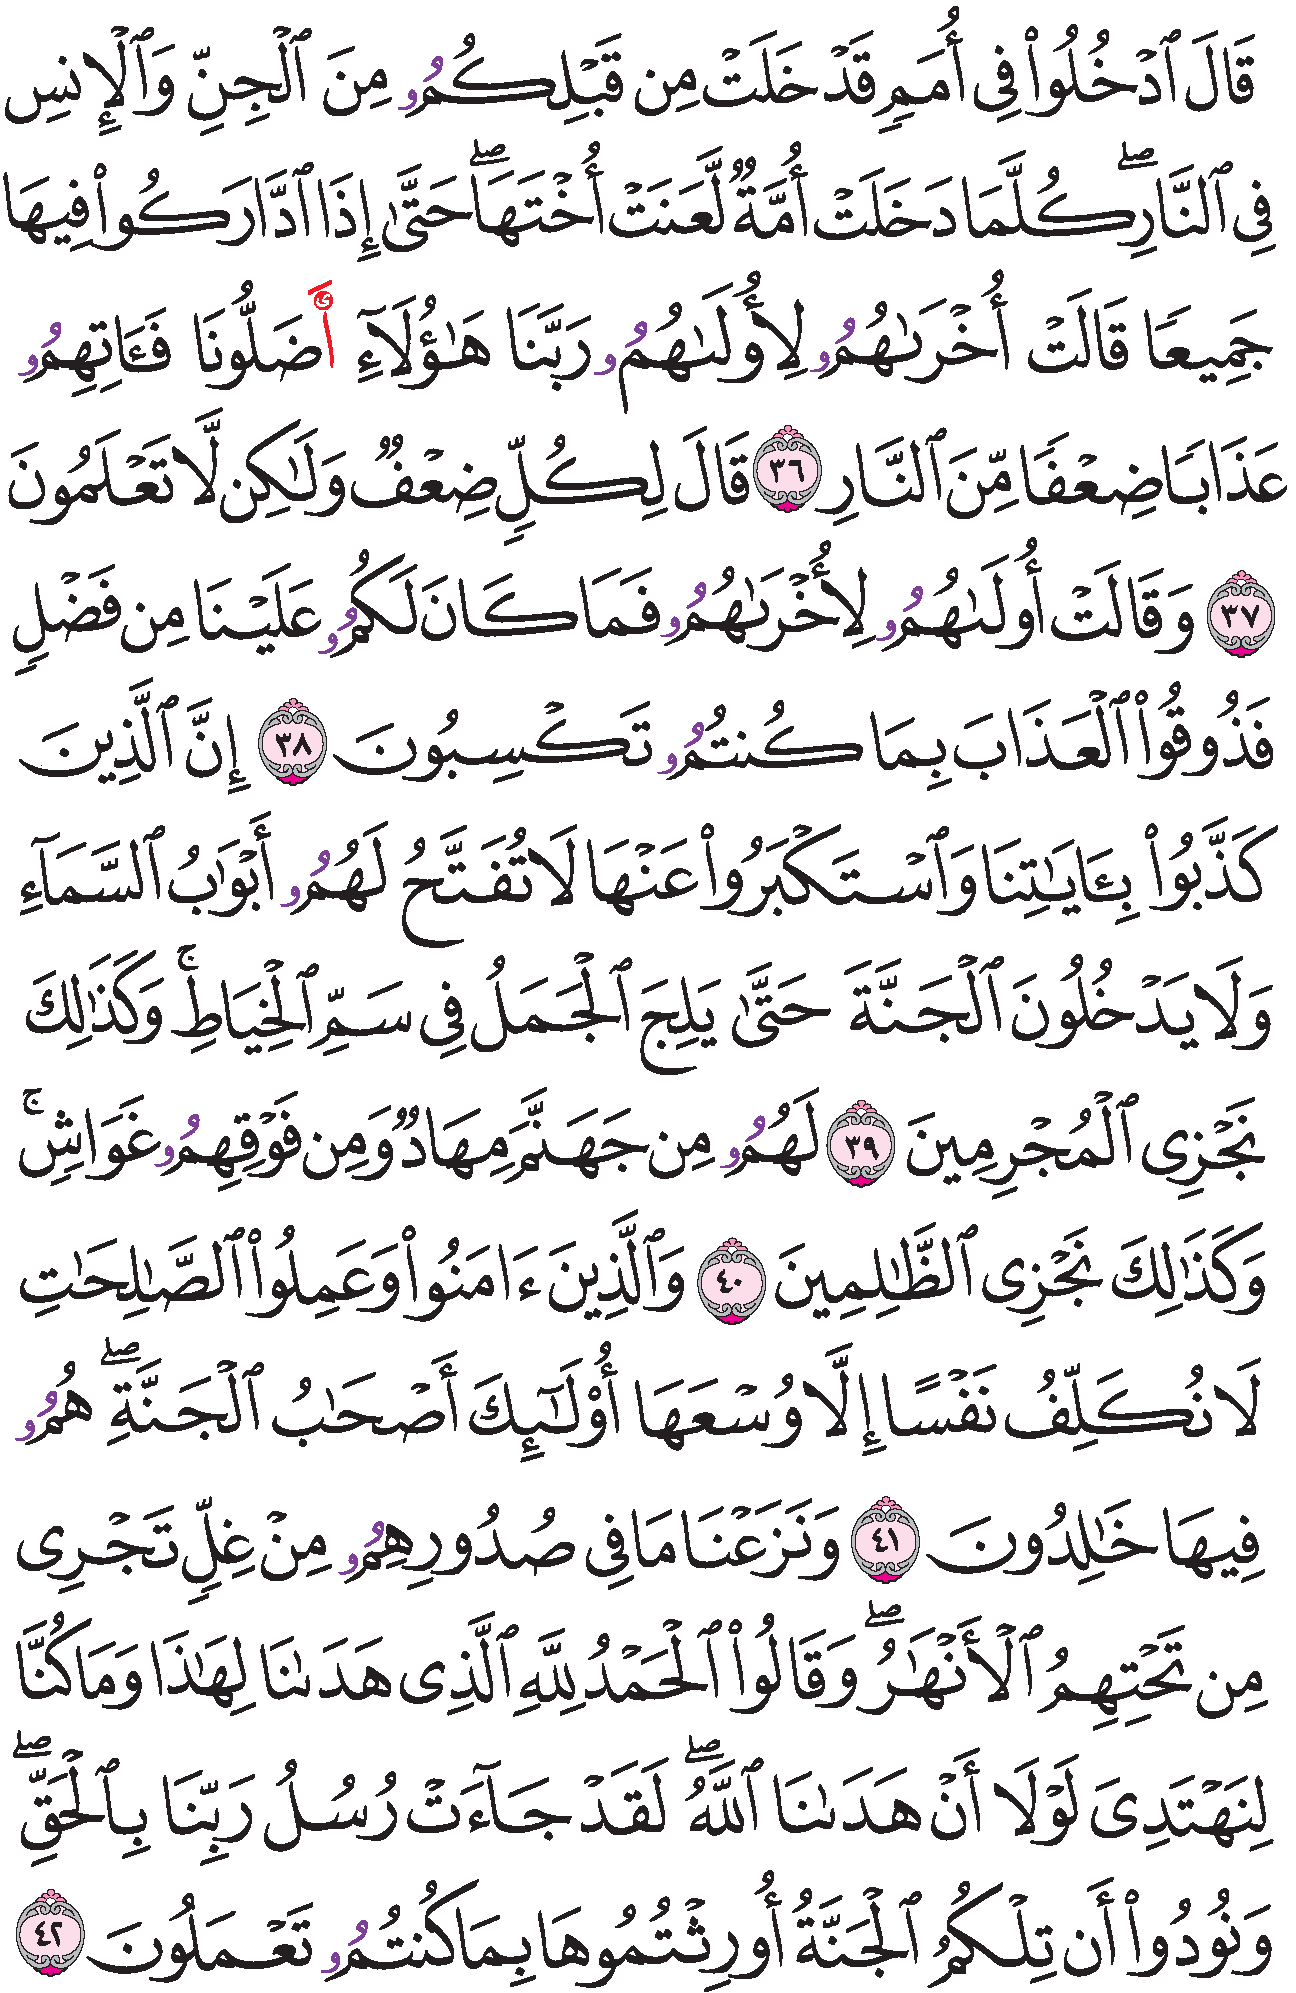 قَالَ ٱدْخُلُوا۟ فِىٓ أُمَمٍ قَدْ خَلَتْ مِن قَبْلِكُمُۥ مِنَ ٱلْجِنِّ وَٱلْإِنسِ
فِى ٱلنَّارِ ۖ كُلَّمَا دَخَلَتْ أُمَّةٌ لَّعَنَتْ أُخْتَهَا ۖ حَتَّىٰ إِذَا ٱدَّارَكُوا۟ فِيهَا
جَمِيعًا قَالَتْ أُخْرَىٰهُمُۥ لِأُولَىٰهُمُۥ رَبَّنَا هَٰٓؤُلَآءِ أَضَلُّونَا فَـَٔاتِهِمُۥ
عَذَابًا ضِعْفًا مِّنَ ٱلنَّارِ ٣٦ قَالَ لِكُلٍّ ضِعْفٌ وَلَٰكِن لَّا تَعْلَمُونَ
٣٧ وَقَالَتْ أُولَىٰهُمُۥ لِأُخْرَىٰهُمُۥ فَمَا كَانَ لَكُمُۥ عَلَيْنَا مِن فَضْلٍ
فَذُوقُوا۟ ٱلْعَذَابَ بِمَا كُنتُمُۥ تَكْسِبُونَ ٣٨ إِنَّ ٱلَّذِينَ
كَذَّبُوا۟ بِـَٔايَٰتِنَا وَٱسْتَكْبَرُوا۟ عَنْهَا لَا تُفَتَّحُ لَهُمُۥ أَبْوَٰبُ ٱلسَّمَآءِ
وَلَا يَدْخُلُونَ ٱلْجَنَّةَ حَتَّىٰ يَلِجَ ٱلْجَمَلُ فِى سَمِّ ٱلْخِيَاطِ ۚ وَكَذَٰلِكَ
نَجْزِى ٱلْمُجْرِمِينَ ٣٩ لَهُمُۥ مِن جَهَنَّمَ مِهَادٌ وَمِن فَوْقِهِمُۥ غَوَاشٍ ۚ
وَكَذَٰلِكَ نَجْزِى ٱلظَّٰلِمِينَ ٤٠ وَٱلَّذِينَ ءَامَنُوا۟ وَعَمِلُوا۟ ٱلصَّٰلِحَٰتِ
لَا نُكَلِّفُ نَفْسًا إِلَّا وُسْعَهَا أُو۟لَٰٓئِكَ أَصْحَٰبُ ٱلْجَنَّةِ ۖ هُمُۥ
فِيهَا خَٰلِدُونَ ٤١ وَنَزَعْنَا مَا فِى صُدُورِهِمُۥ مِنْ غِلٍّ تَجْرِى
مِن تَحْتِهِمُ ٱلْأَنْهَٰرُ ۖ وَقَالُوا۟ ٱلْحَمْدُ لِلَّهِ ٱلَّذِى هَدَىٰنَا لِهَٰذَا وَمَا كُنَّا
لِنَهْتَدِىَ لَوْلَا أَنْ هَدَىٰنَا ٱللَّهُ ۖ لَقَدْ جَآءَتْ رُسُلُ رَبِّنَا بِٱلْحَقِّ ۖ
وَنُودُوا۟ أَن تِلْكُمُ ٱلْجَنَّةُ أُورِثْتُمُوهَا بِمَا كُنتُمُۥ تَعْمَلُونَ ٤٢